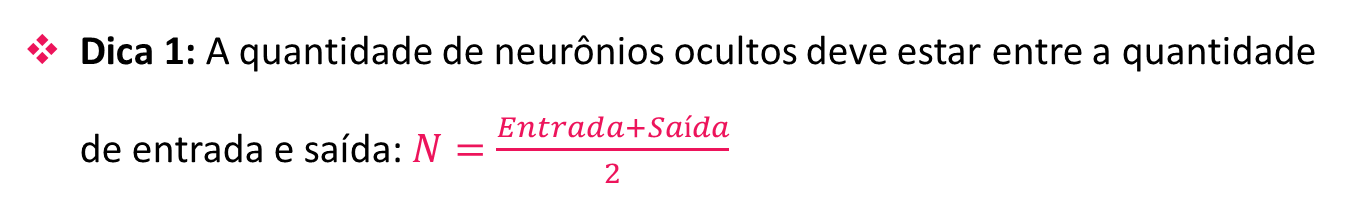 ❖ Dica 1: A quantidade de neurônios ocultos deve estar entre a quantidade
de entrada e saída: N = (Entrada+Saída)/2